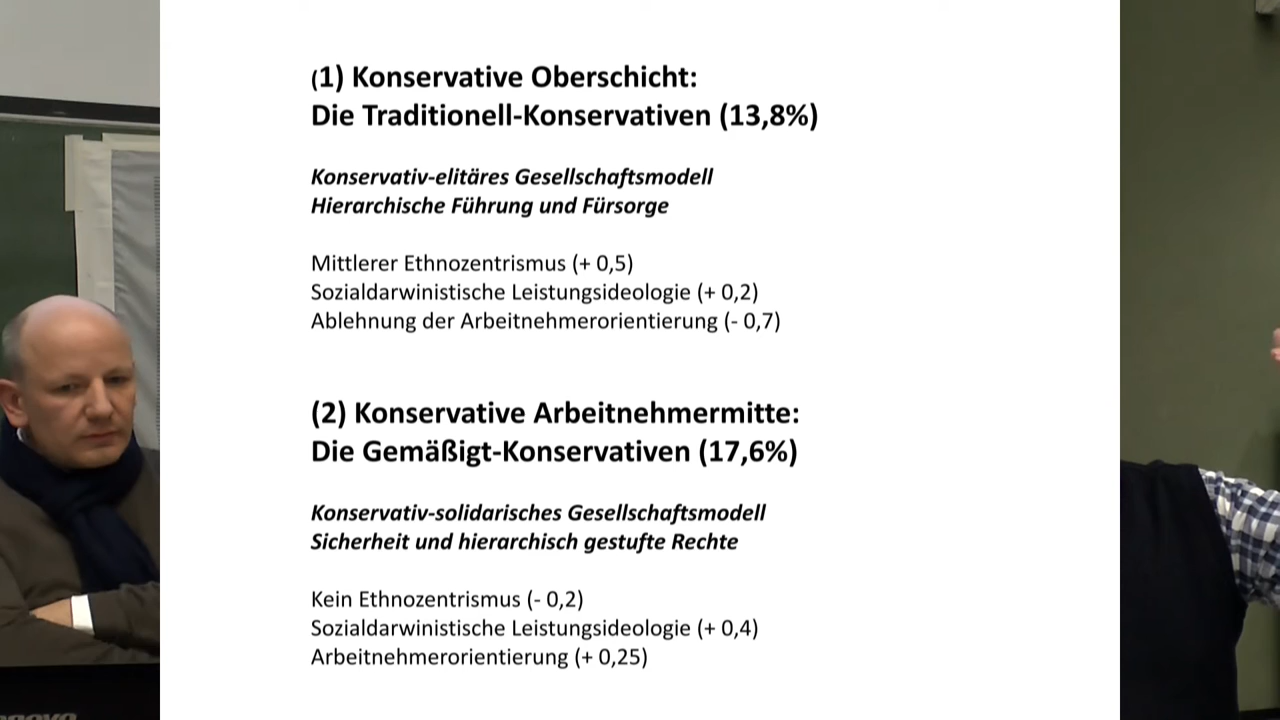 (1) Konservative Oberschicht:
Die Traditionell-Konservativen (13,8%)
Konservativ-elitäres Gesellschaftsmodell
Hierarchische Führung und Fürsorge
Mittlerer Ethnozentrismus (+ 0,5)
Sozialdarwinistische Leistungsideologie (+ 0,2)
Ablehnung der Arbeitnehmerorientierung (- 0,7)
(2) Konservative Arbeitnehmermitte:
Die Gemäßigt-Konservativen (17,6%)
Konservativ-solidarisches Gesellschaftsmodell
Sicherheit und hierarchisch gestufte Rechte
Kein Ethnozentrismus (- 0,2)
Sozialdarwinistische Leistungsideologie (+ 0,4)
Arbeitnehmerorientierung (+ 0,25)